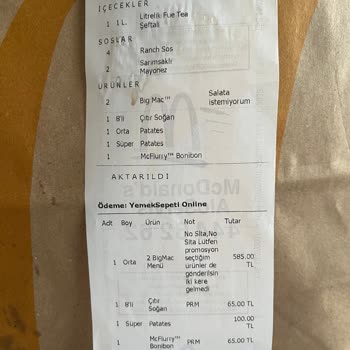 İÇECEKLER
1 1L. Litrelik Fue Tea
Şeftali
SOSLAR
4 Ranch Sos
2 Sarımsaklı
Mayonez
ÜRÜNLER
2 Big Mac™ Salata
istemiyorum
1 8'li Çıtır Soğan
1 Orta Patates
1 Süper Patates
1 McFlurry™ Bonibon
AKTARILDI
McDonald's
Ödeme: YemekSepeti Online
Adt Boy Ürün Not Tutar
1 Orta 2 BigMac
Menü No Slta,No
Sıta Lütfen
promosyon
seçtiğim
ürünler de
gönderilsin
iki kere
gelmedi 585.00
TL
1 8'li Çıtır
Soğan PRM 65.00 TL
1 Süper Patates 100.00
TL
1 McFlurry™
Bonibon PRM 65.00 TL